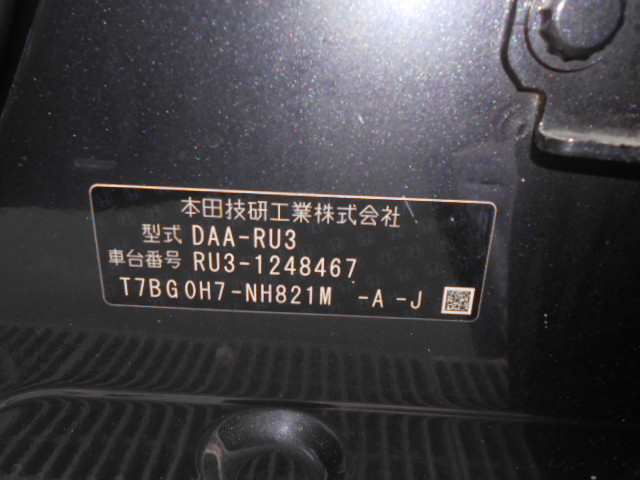 本田技研工業株式会社
型式 DAA-RU3
車台番号 RU3-1248467
T7BG0H7-NH821M -A -J